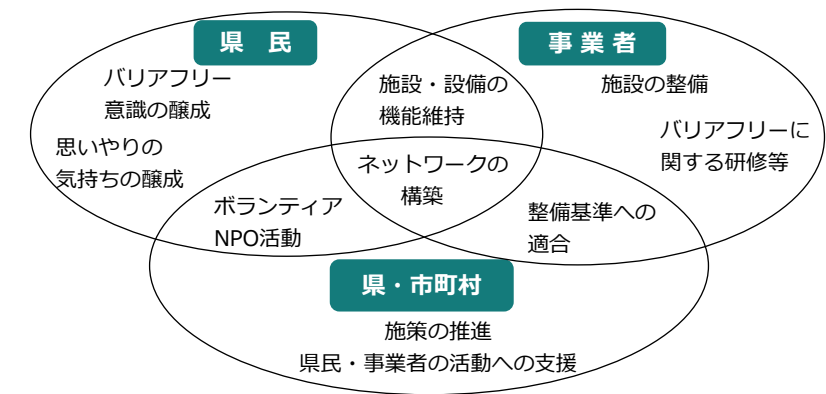 県 民
事業者
バリアフリー
意識の醸成
施設・設備の
機能維持
施設の整備
思いやりの
気持ちの醸成
バリアフリーに
関する研修等
ネットワークの
構築
ボランティア
NPO活動
整備基準への
適合
県・市町村
施策の推進
県民・事業者の活動への支援